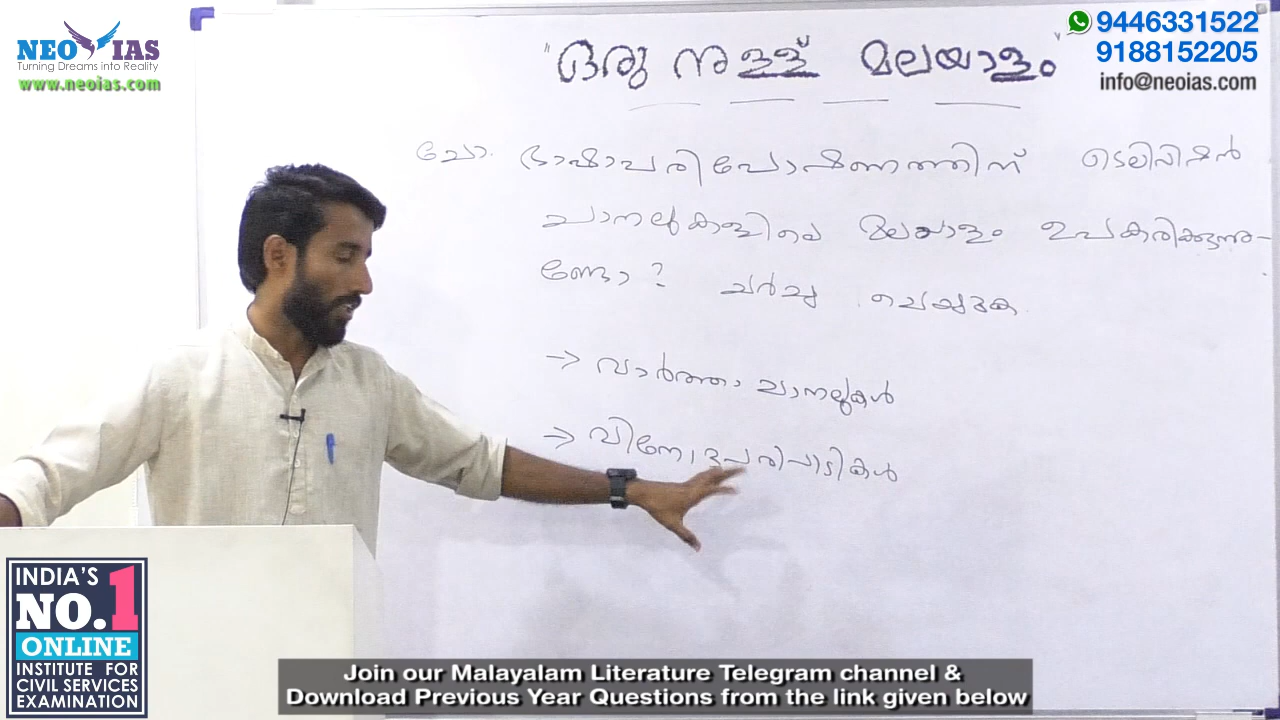 NEO IAS
Turning Dreams into Reality
www.neoias.com
9446331522
9188152205
info@neoias.com
"ഒരു നുള്ള് മലയാളം"
ചോ. ഭാഷാപരിപോഷണത്തിന് ടെലിവിഷൻ
ചാനലുകളിലെ മലയാളം ഉപകരിക്കുന്നു-
ണ്ടോ? ചർച്ച ചെയ്യുക.
→ വാർത്താ ചാനലുകൾ
→ വിനോദപരിപാടികൾ
INDIA'S
NO.1
ONLINE
INSTITUTE FOR
CIVIL SERVICES
EXAMINATION
Join our Malayalam Literature Telegram channel &
Download Previous Year Questions from the link given below